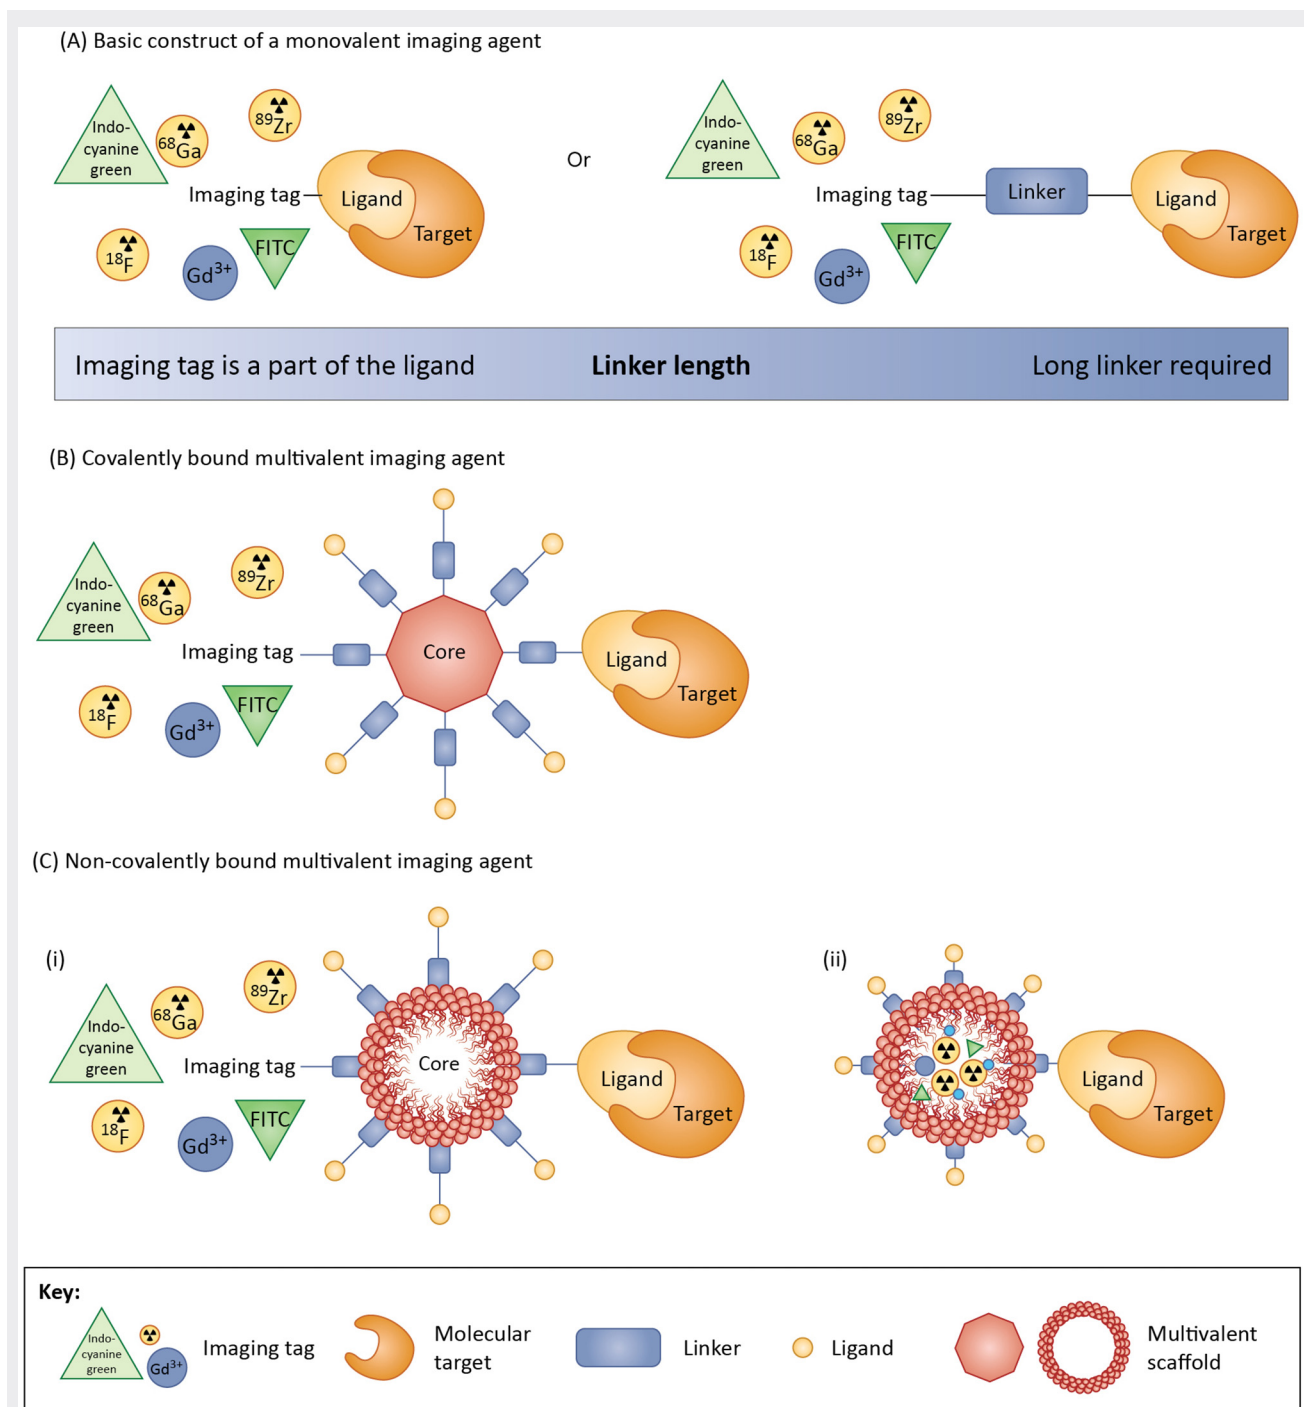 (A) Basic construct of a monovalent imaging agent
Indo-
cyanine
green
⁶⁸Ga
⁸⁹Zr
Imaging tag
Ligand
Target
¹⁸F
Gd³⁺
FITC
Or
Indo-
cyanine
green
⁶⁸Ga
⁸⁹Zr
Imaging tag
Linker
Ligand
Target
¹⁸F
Gd³⁺
FITC
Imaging tag is a part of the ligand
Linker length
Long linker required
(B) Covalently bound multivalent imaging agent
Indo-
cyanine
green
⁶⁸Ga
⁸⁹Zr
Imaging tag
Core
Ligand
Target
¹⁸F
Gd³⁺
FITC
(C) Non-covalently bound multivalent imaging agent
(i)
Indo-
cyanine
green
⁶⁸Ga
⁸⁹Zr
Imaging tag
Core
Ligand
Target
¹⁸F
Gd³⁺
FITC
(ii)
Ligand
Target
Key:
Indo-
cyanine
green
Gd³⁺
Imaging tag
Molecular
target
Linker
Ligand
Multivalent
scaffold